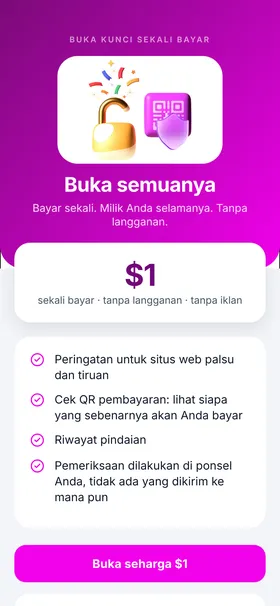 BUKA KUNCI SEKALI BAYAR
Buka semuanya
Bayar sekali. Milik Anda selamanya. Tanpa
langganan.
$1
sekali bayar · tanpa langganan · tanpa iklan
Peringatan untuk situs web palsu
dan tiruan
Cek QR pembayaran: lihat siapa
yang sebenarnya akan Anda bayar
Riwayat pindaian
Pemeriksaan dilakukan di ponsel
Anda, tidak ada yang dikirim ke
mana pun
Buka seharga $1